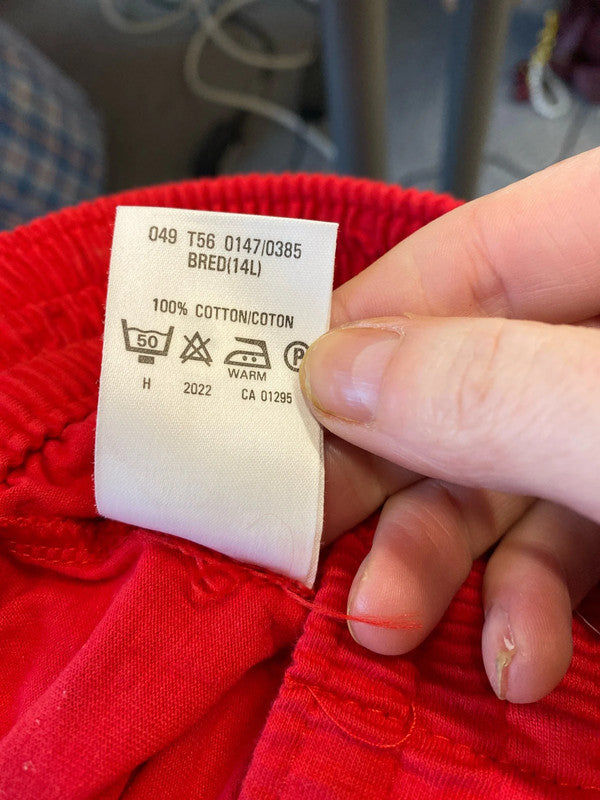 049 T56 0147/0385
BRED(14L)
100% COTTON/COTON
50 P
WARM
H 2022 CA 01295